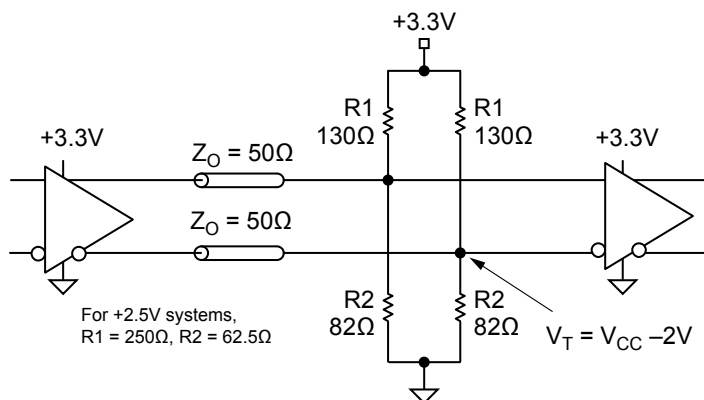 +3.3V
R1
130Ω
R1
130Ω
+3.3V
Z_O = 50Ω
+3.3V
Z_O = 50Ω
For +2.5V systems,
R1 = 250Ω, R2 = 62.5Ω
R2
82Ω
R2
82Ω
V_T = V_CC –2V